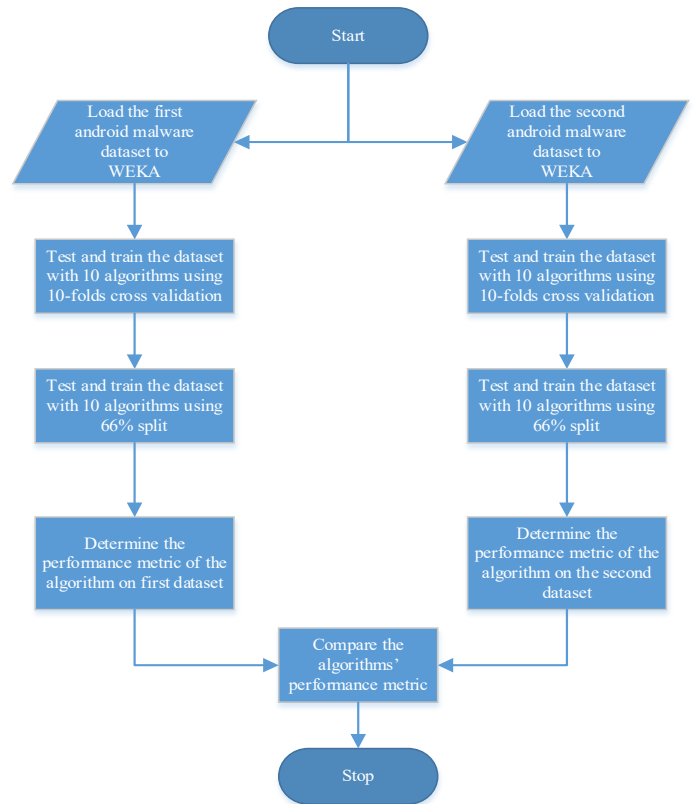 Start
Load the first
android malware
dataset to
WEKA
Load the second
android malware
dataset to
WEKA
Test and train the dataset
with 10 algorithms using
10-folds cross validation
Test and train the dataset
with 10 algorithms using
10-folds cross validation
Test and train the dataset
with 10 algorithms using
66% split
Test and train the dataset
with 10 algorithms using
66% split
Determine the
performance metric of the
algorithm on first dataset
Determine the
performance metric of the
algorithm on the second
dataset
Compare the
algorithms’
performance metric
Stop